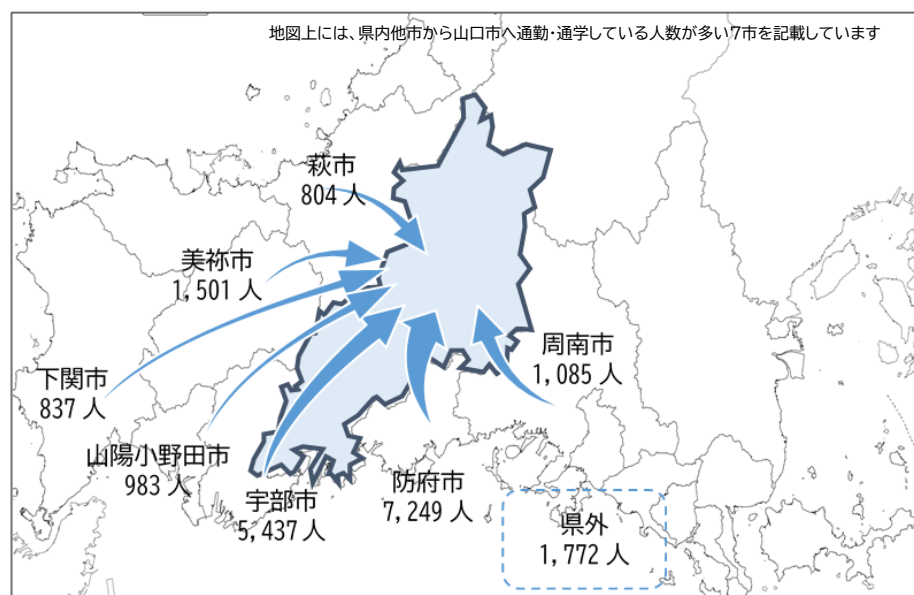 地図上には、県内他市から山口市へ通勤・通学している人数が多い7市を記載しています
萩市
804 人
美祢市
1,501 人
周南市
1,085 人
下関市
837 人
山陽小野田市
983 人
宇部市
5,437 人
防府市
7,249 人
県外
1,772 人